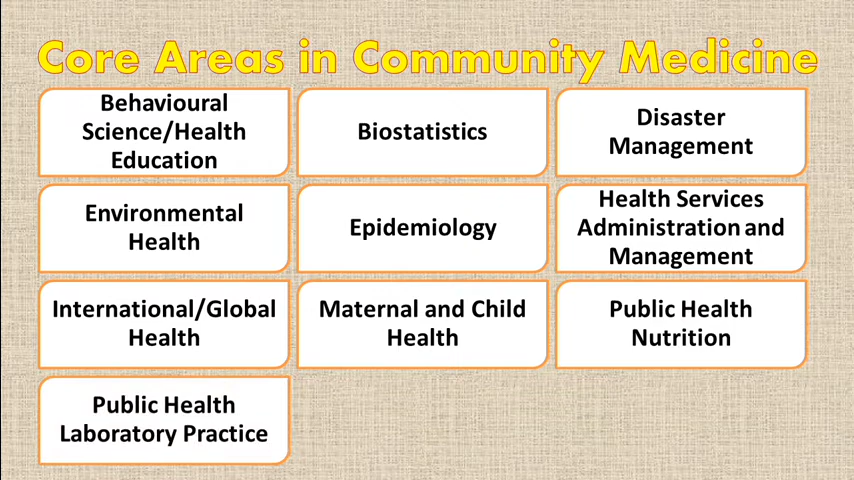 Core Areas in Community Medicine
Behavioural
Science/Health
Education
Biostatistics
Disaster
Management
Environmental
Health
Epidemiology
Health Services
Administration and
Management
International/Global
Health
Maternal and Child
Health
Public Health
Nutrition
Public Health
Laboratory Practice